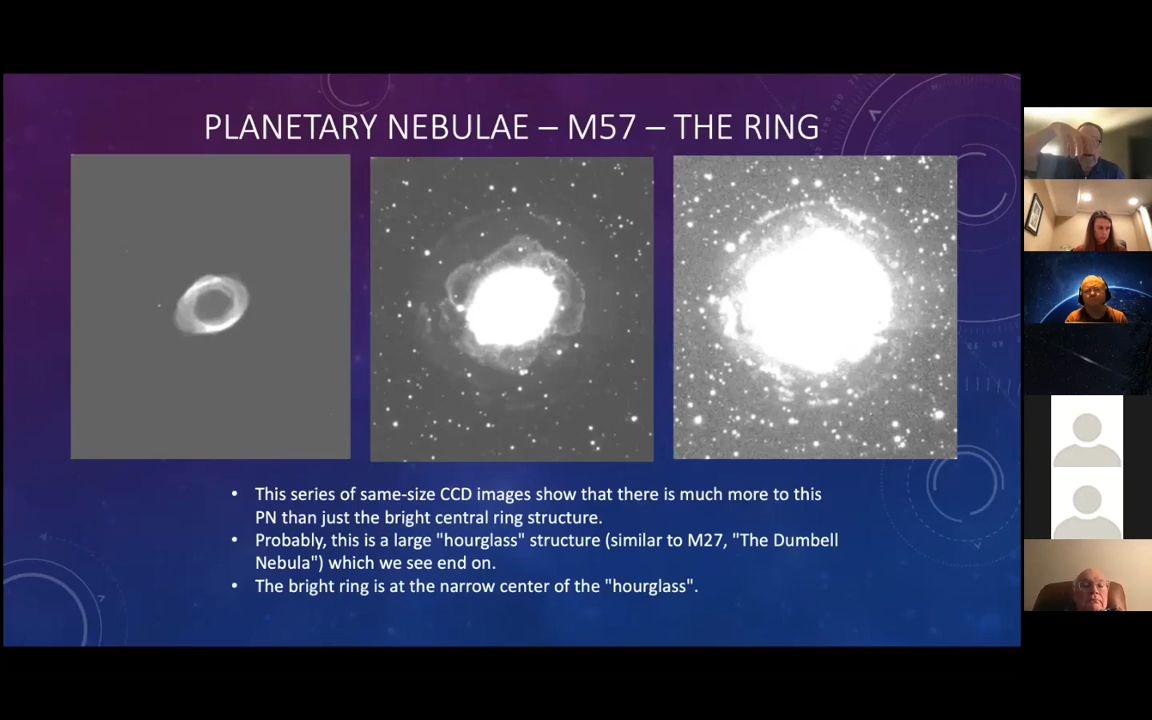 PLANETARY NEBULAE – M57 – THE RING
• This series of same-size CCD images show that there is much more to this
PN than just the bright central ring structure.
• Probably, this is a large "hourglass" structure (similar to M27, "The Dumbell
Nebula") which we see end on.
• The bright ring is at the narrow center of the "hourglass".